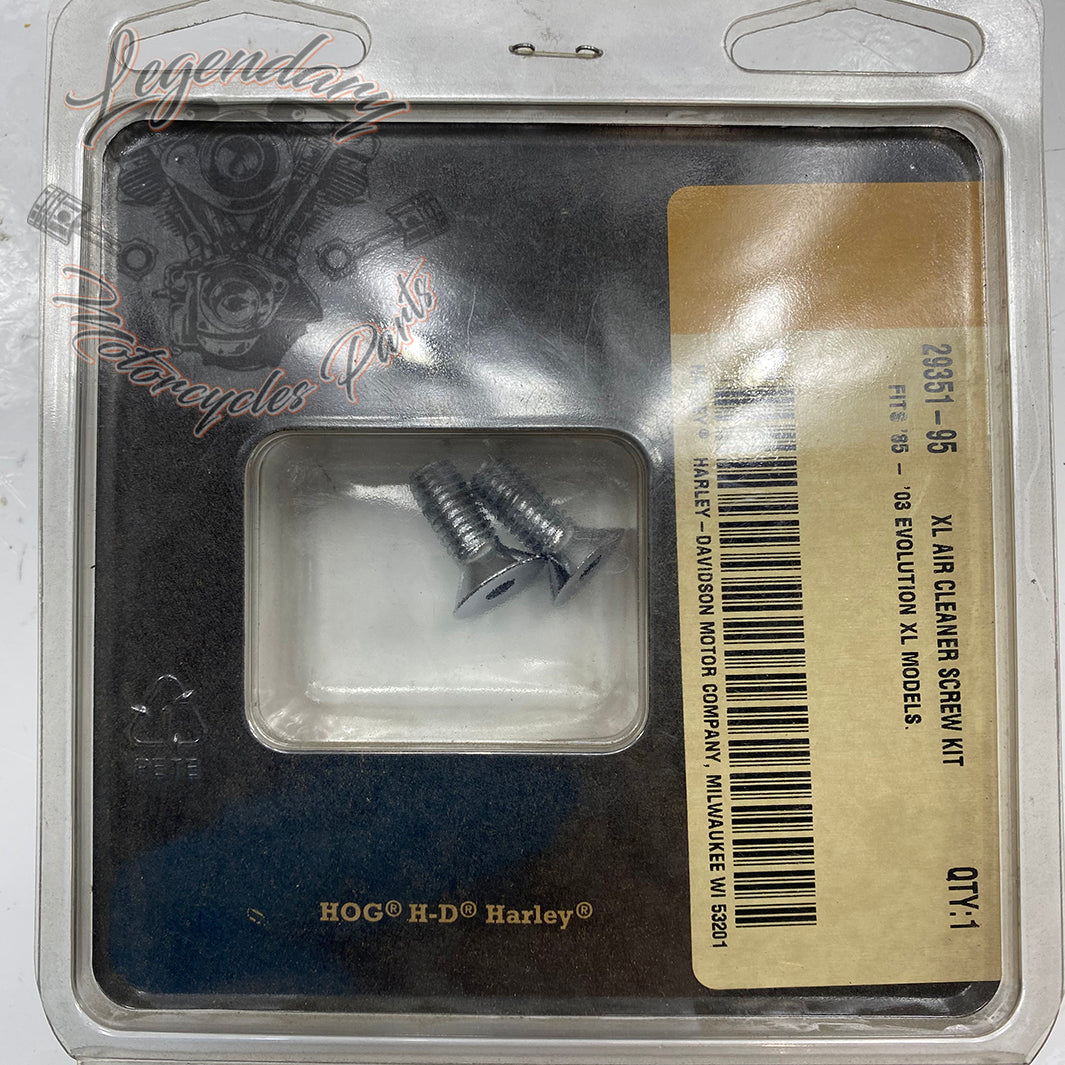 Legendary
Motorcycles Parts
29351-95 XL AIR CLEANER SCREW KIT QTY:1
FITS '85 - '03 EVOLUTION XL MODELS.
HARLEY-DAVIDSON MOTOR COMPANY, MILWAUKEE WI 53201
PETE
HOG® H-D® Harley®